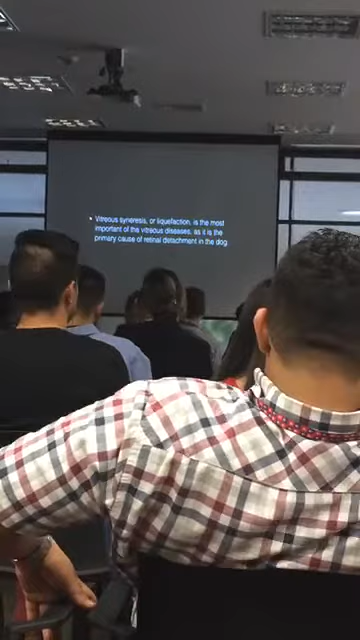 Vitreous syneresis, or liquefaction, is the most
important of the vitreous diseases, as it is the
primary cause of retinal detachment in the dog.